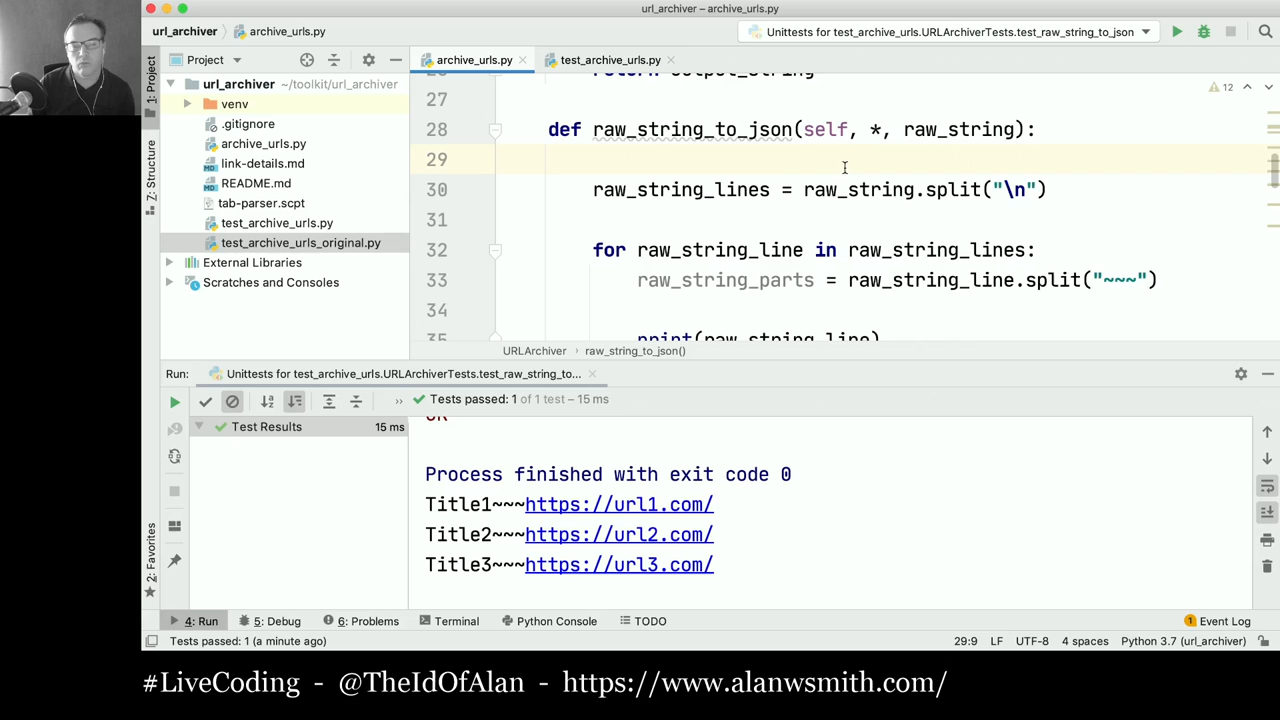 url_archiver – archive_urls.py
url_archiver
archive_urls.py
Unittests for test_archive_urls.URLArchiverTests.test_raw_string_to_json
1: Project
Z: Structure
2: Favorites
Project
url_archiver ~/toolkit/url_archiver
venv
.gitignore
archive_urls.py
link-details.md
README.md
tab-parser.scpt
test_archive_urls.py
test_archive_urls_original.py
External Libraries
Scratches and Consoles
archive_urls.py
test_archive_urls.py
12
return output_string
27
28 def raw_string_to_json(self, *, raw_string):
29
30 raw_string_lines = raw_string.split("\n")
31
32 for raw_string_line in raw_string_lines:
33 raw_string_parts = raw_string_line.split("~~~")
34
35 print(raw_string_line)
URLArchiver
raw_string_to_json()
Run: Unittests for test_archive_urls.URLArchiverTests.test_raw_string_to...
Tests passed: 1 of 1 test – 15 ms
Test Results 15 ms
OK
Process finished with exit code 0
Title1~~~https://url1.com/
Title2~~~https://url2.com/
Title3~~~https://url3.com/
4: Run
5: Debug
6: Problems
Terminal
Python Console
TODO
1 Event Log
Tests passed: 1 (a minute ago)
29:9 LF UTF-8 4 spaces Python 3.7 (url_archiver)
#LiveCoding - @TheIdOfAlan - https://www.alanwsmith.com/